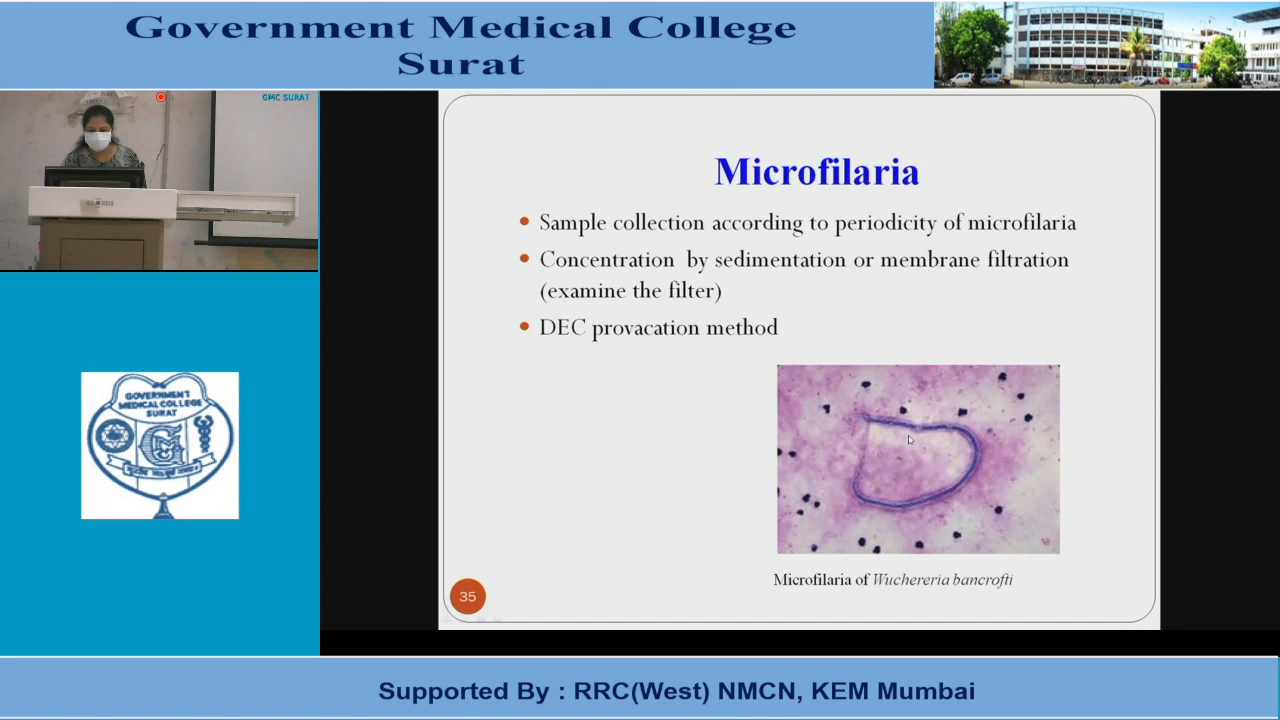 Government Medical College
Surat
GMC SURAT
GLOBUS
GOVERNMENT
MEDICAL COLLEGE
SURAT
Microfilaria
Sample collection according to periodicity of microfilaria
Concentration by sedimentation or membrane filtration
(examine the filter)
DEC provacation method
Microfilaria of Wuchereria bancrofti
35
Supported By : RRC(West) NMCN, KEM Mumbai